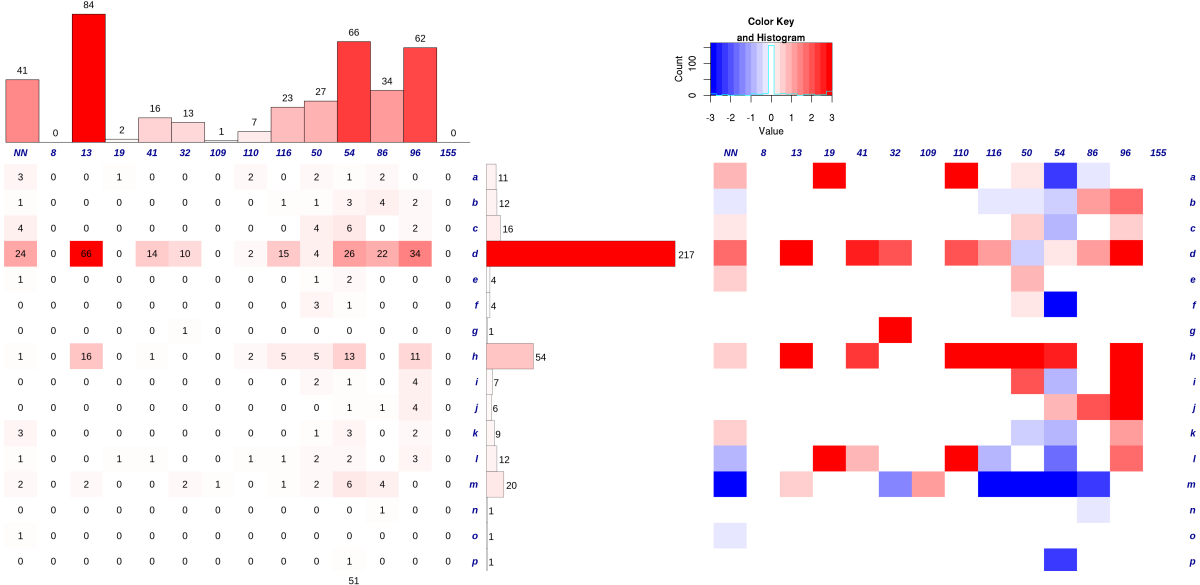 84
66
62
41
34
27
23
16
13
7
2
1
0
0
Color Key
and Histogram
Count
0 100
-3 -2 -1 0 1 2 3
Value
NN 8 13 19 41 32 109 110 116 50 54 86 96 155
NN 8 13 19 41 32 109 110 116 50 54 86 96 155
3 0 0 1 0 0 0 2 0 2 1 2 0 0 a 11 a
1 0 0 0 0 0 0 0 1 1 3 4 2 0 b 12 b
4 0 0 0 0 0 0 0 0 4 6 0 2 0 c 16 c
24 0 66 0 14 10 0 2 15 4 26 22 34 0 d 217 d
1 0 0 0 0 0 0 0 0 1 2 0 0 0 e 4 e
0 0 0 0 0 0 0 0 0 3 1 0 0 0 f 4 f
0 0 0 0 0 1 0 0 0 0 0 0 0 0 g 1 g
1 0 16 0 1 0 0 2 5 5 13 0 11 0 h 54 h
0 0 0 0 0 0 0 0 0 2 1 0 4 0 i 7 i
0 0 0 0 0 0 0 0 0 0 1 1 4 0 j 6 j
3 0 0 0 0 0 0 0 0 1 3 0 2 0 k 9 k
1 0 0 1 1 0 0 1 1 2 2 0 3 0 l 12 l
2 0 2 0 0 2 1 0 1 2 6 4 0 0 m 20 m
0 0 0 0 0 0 0 0 0 0 0 1 0 0 n 1 n
1 0 0 0 0 0 0 0 0 0 0 0 0 0 o 1 o
0 0 0 0 0 0 0 0 0 0 1 0 0 0 p 1 p
51